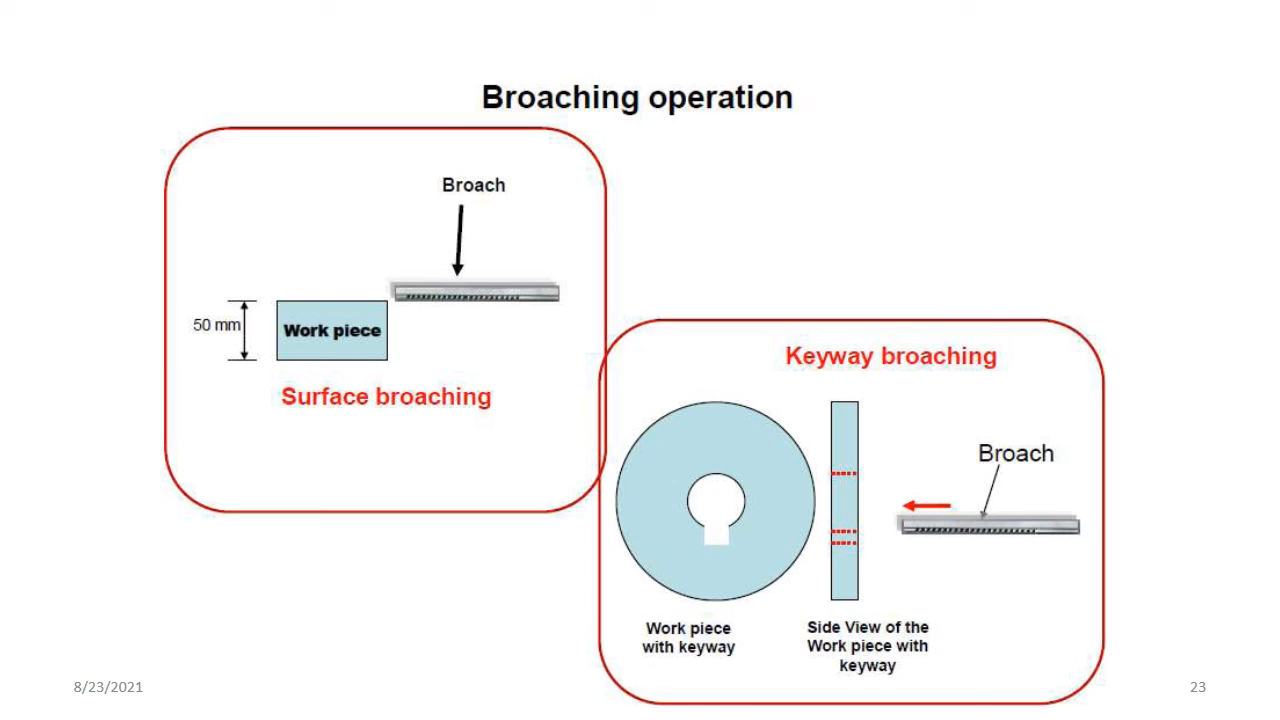 Broaching operation
Broach
50 mm
Work piece
Surface broaching
Keyway broaching
Broach
Work piece
with keyway
Side View of the
Work piece with
keyway
8/23/2021
23